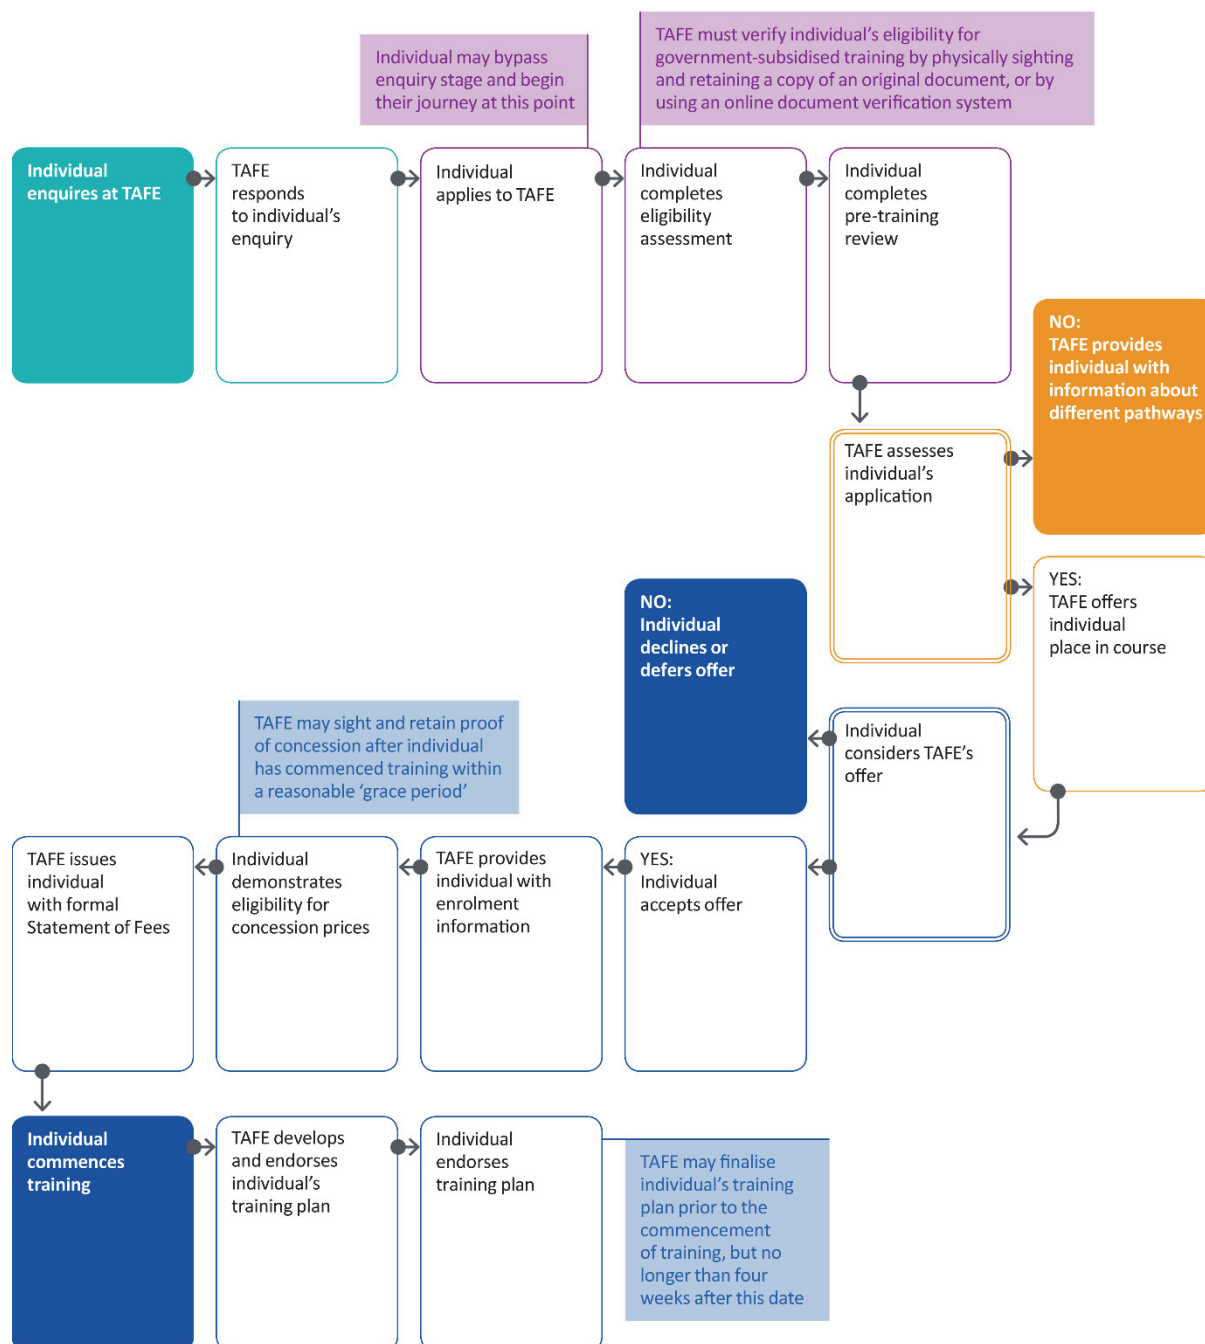 Individual may bypass
enquiry stage and begin
their journey at this point
TAFE must verify individual’s eligibility for
government-subsidised training by physically sighting
and retaining a copy of an original document, or by
using an online document verification system
Individual
enquires at TAFE
TAFE
responds
to individual’s
enquiry
Individual
applies to TAFE
Individual
completes
eligibility
assessment
Individual
completes
pre-training
review
NO:
TAFE provides
individual with
information about
different pathways
TAFE assesses
individual’s
application
YES:
TAFE offers
individual
place in course
NO:
Individual
declines or
defers offer
Individual
considers TAFE’s
offer
TAFE may sight and retain proof
of concession after individual
has commenced training within
a reasonable ‘grace period’
TAFE issues
individual
with formal
Statement of Fees
Individual
demonstrates
eligibility for
concession prices
TAFE provides
individual with
enrolment
information
YES:
Individual
accepts offer
Individual
commences
training
TAFE develops
and endorses
individual’s
training plan
Individual
endorses
training plan
TAFE may finalise
individual’s training
plan prior to the
commencement
of training, but no
longer than four
weeks after this date